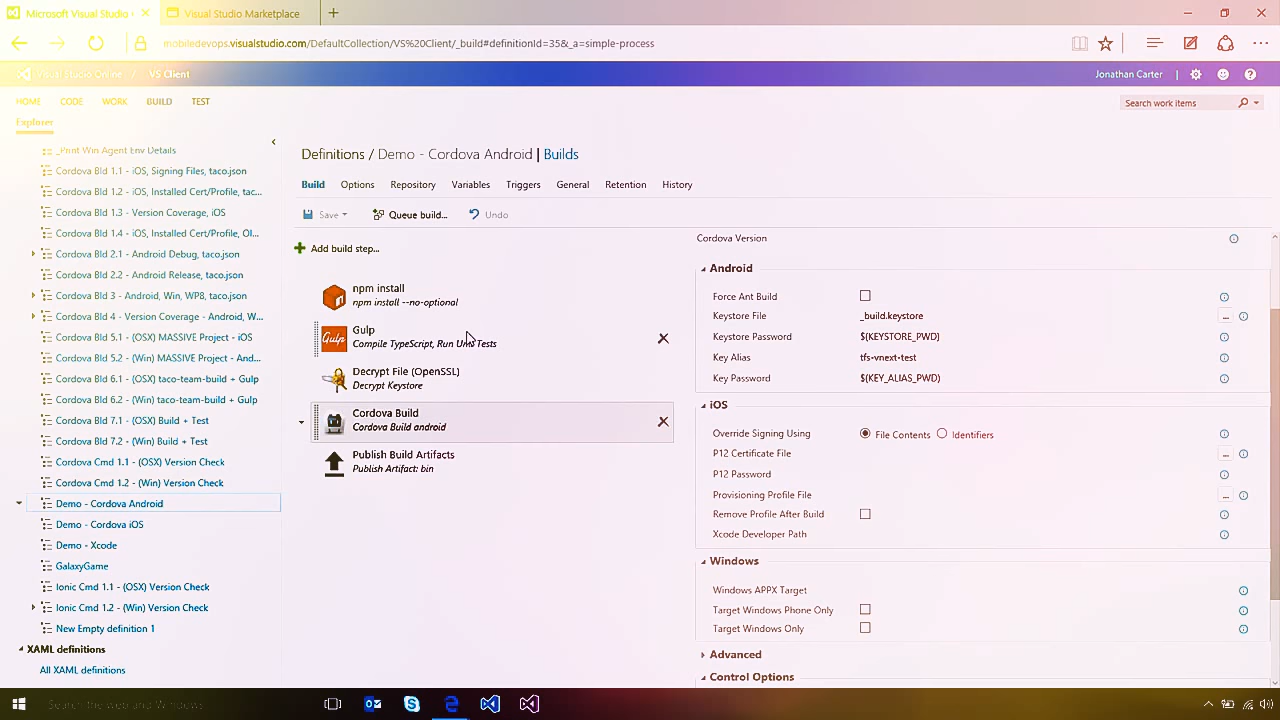 Microsoft Visual Studio
Visual Studio Marketplace
mobiledevops.visualstudio.com/DefaultCollection/VS%20Client/_build#definitionId=35&_a=simple-process
Visual Studio Online / VS Client
Jonathan Carter
HOME CODE WORK BUILD TEST
Search work items
Explorer
_Print Win Agent Env Details
Cordova Bld 1.1 - iOS, Signing Files, taco.json
Cordova Bld 1.2 - iOS, Installed Cert/Profile, tac...
Cordova Bld 1.3 - Version Coverage, iOS
Cordova Bld 1.4 - iOS, Installed Cert/Profile, Ol...
Cordova Bld 2.1 - Android Debug, taco.json
Cordova Bld 2.2 - Android Release, taco.json
Cordova Bld 3 - Android, Win, WP8, taco.json
Cordova Bld 4 - Version Coverage - Android, W...
Cordova Bld 5.1 - (OSX) MASSIVE Project - iOS
Cordova Bld 5.2 - (Win) MASSIVE Project - And...
Cordova Bld 6.1 - (OSX) taco-team-build + Gulp
Cordova Bld 6.2 - (Win) taco-team-build + Gulp
Cordova Bld 7.1 - (OSX) Build + Test
Cordova Bld 7.2 - (Win) Build + Test
Cordova Cmd 1.1 - (OSX) Version Check
Cordova Cmd 1.2 - (Win) Version Check
Demo - Cordova Android
Demo - Cordova iOS
Demo - Xcode
GalaxyGame
Ionic Cmd 1.1 - (OSX) Version Check
Ionic Cmd 1.2 - (Win) Version Check
New Empty definition 1
XAML definitions
All XAML definitions
Definitions / Demo - Cordova Android | Builds
Build Options Repository Variables Triggers General Retention History
Save Queue build... Undo
Add build step...
npm install
npm install --no-optional
Gulp
Gulp
Compile TypeScript, Run Unit Tests
Decrypt File (OpenSSL)
Decrypt Keystore
Cordova Build
Cordova Build android
Publish Build Artifacts
Publish Artifact: bin
Cordova Version
Android
Force Ant Build
Keystore File _build.keystore ...
Keystore Password $(KEYSTORE_PWD)
Key Alias tfs-vnext-test
Key Password $(KEY_ALIAS_PWD)
iOS
Override Signing Using File Contents Identifiers
P12 Certificate File ...
P12 Password
Provisioning Profile File ...
Remove Profile After Build
Xcode Developer Path
Windows
Windows APPX Target
Target Windows Phone Only
Target Windows Only
Advanced
Control Options
Search the web and Windows